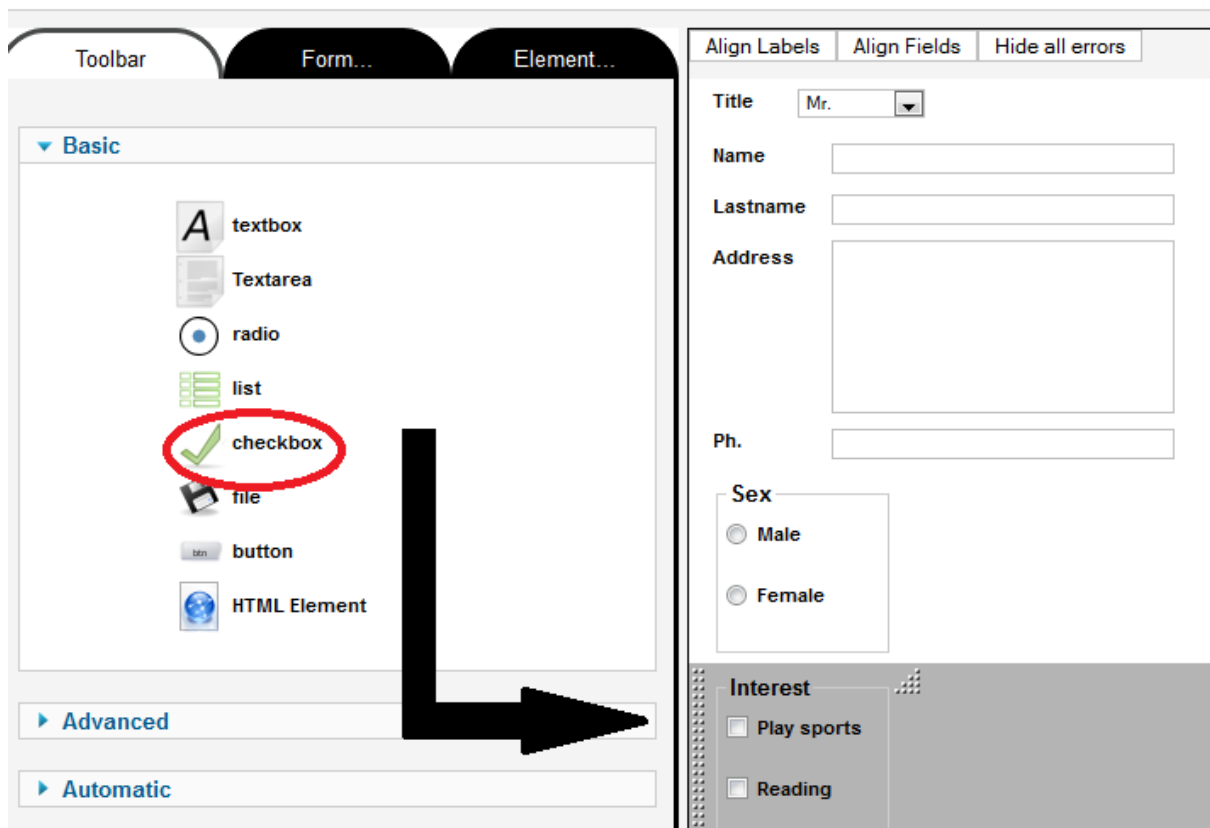 Toolbar
Form...
Element...
Basic
A textbox
Textarea
radio
list
checkbox
file
btn button
HTML Element
Advanced
Automatic
Align Labels Align Fields Hide all errors
Title Mr.
Name
Lastname
Address
Ph.
Sex
Male
Female
Interest
Play sports
Reading